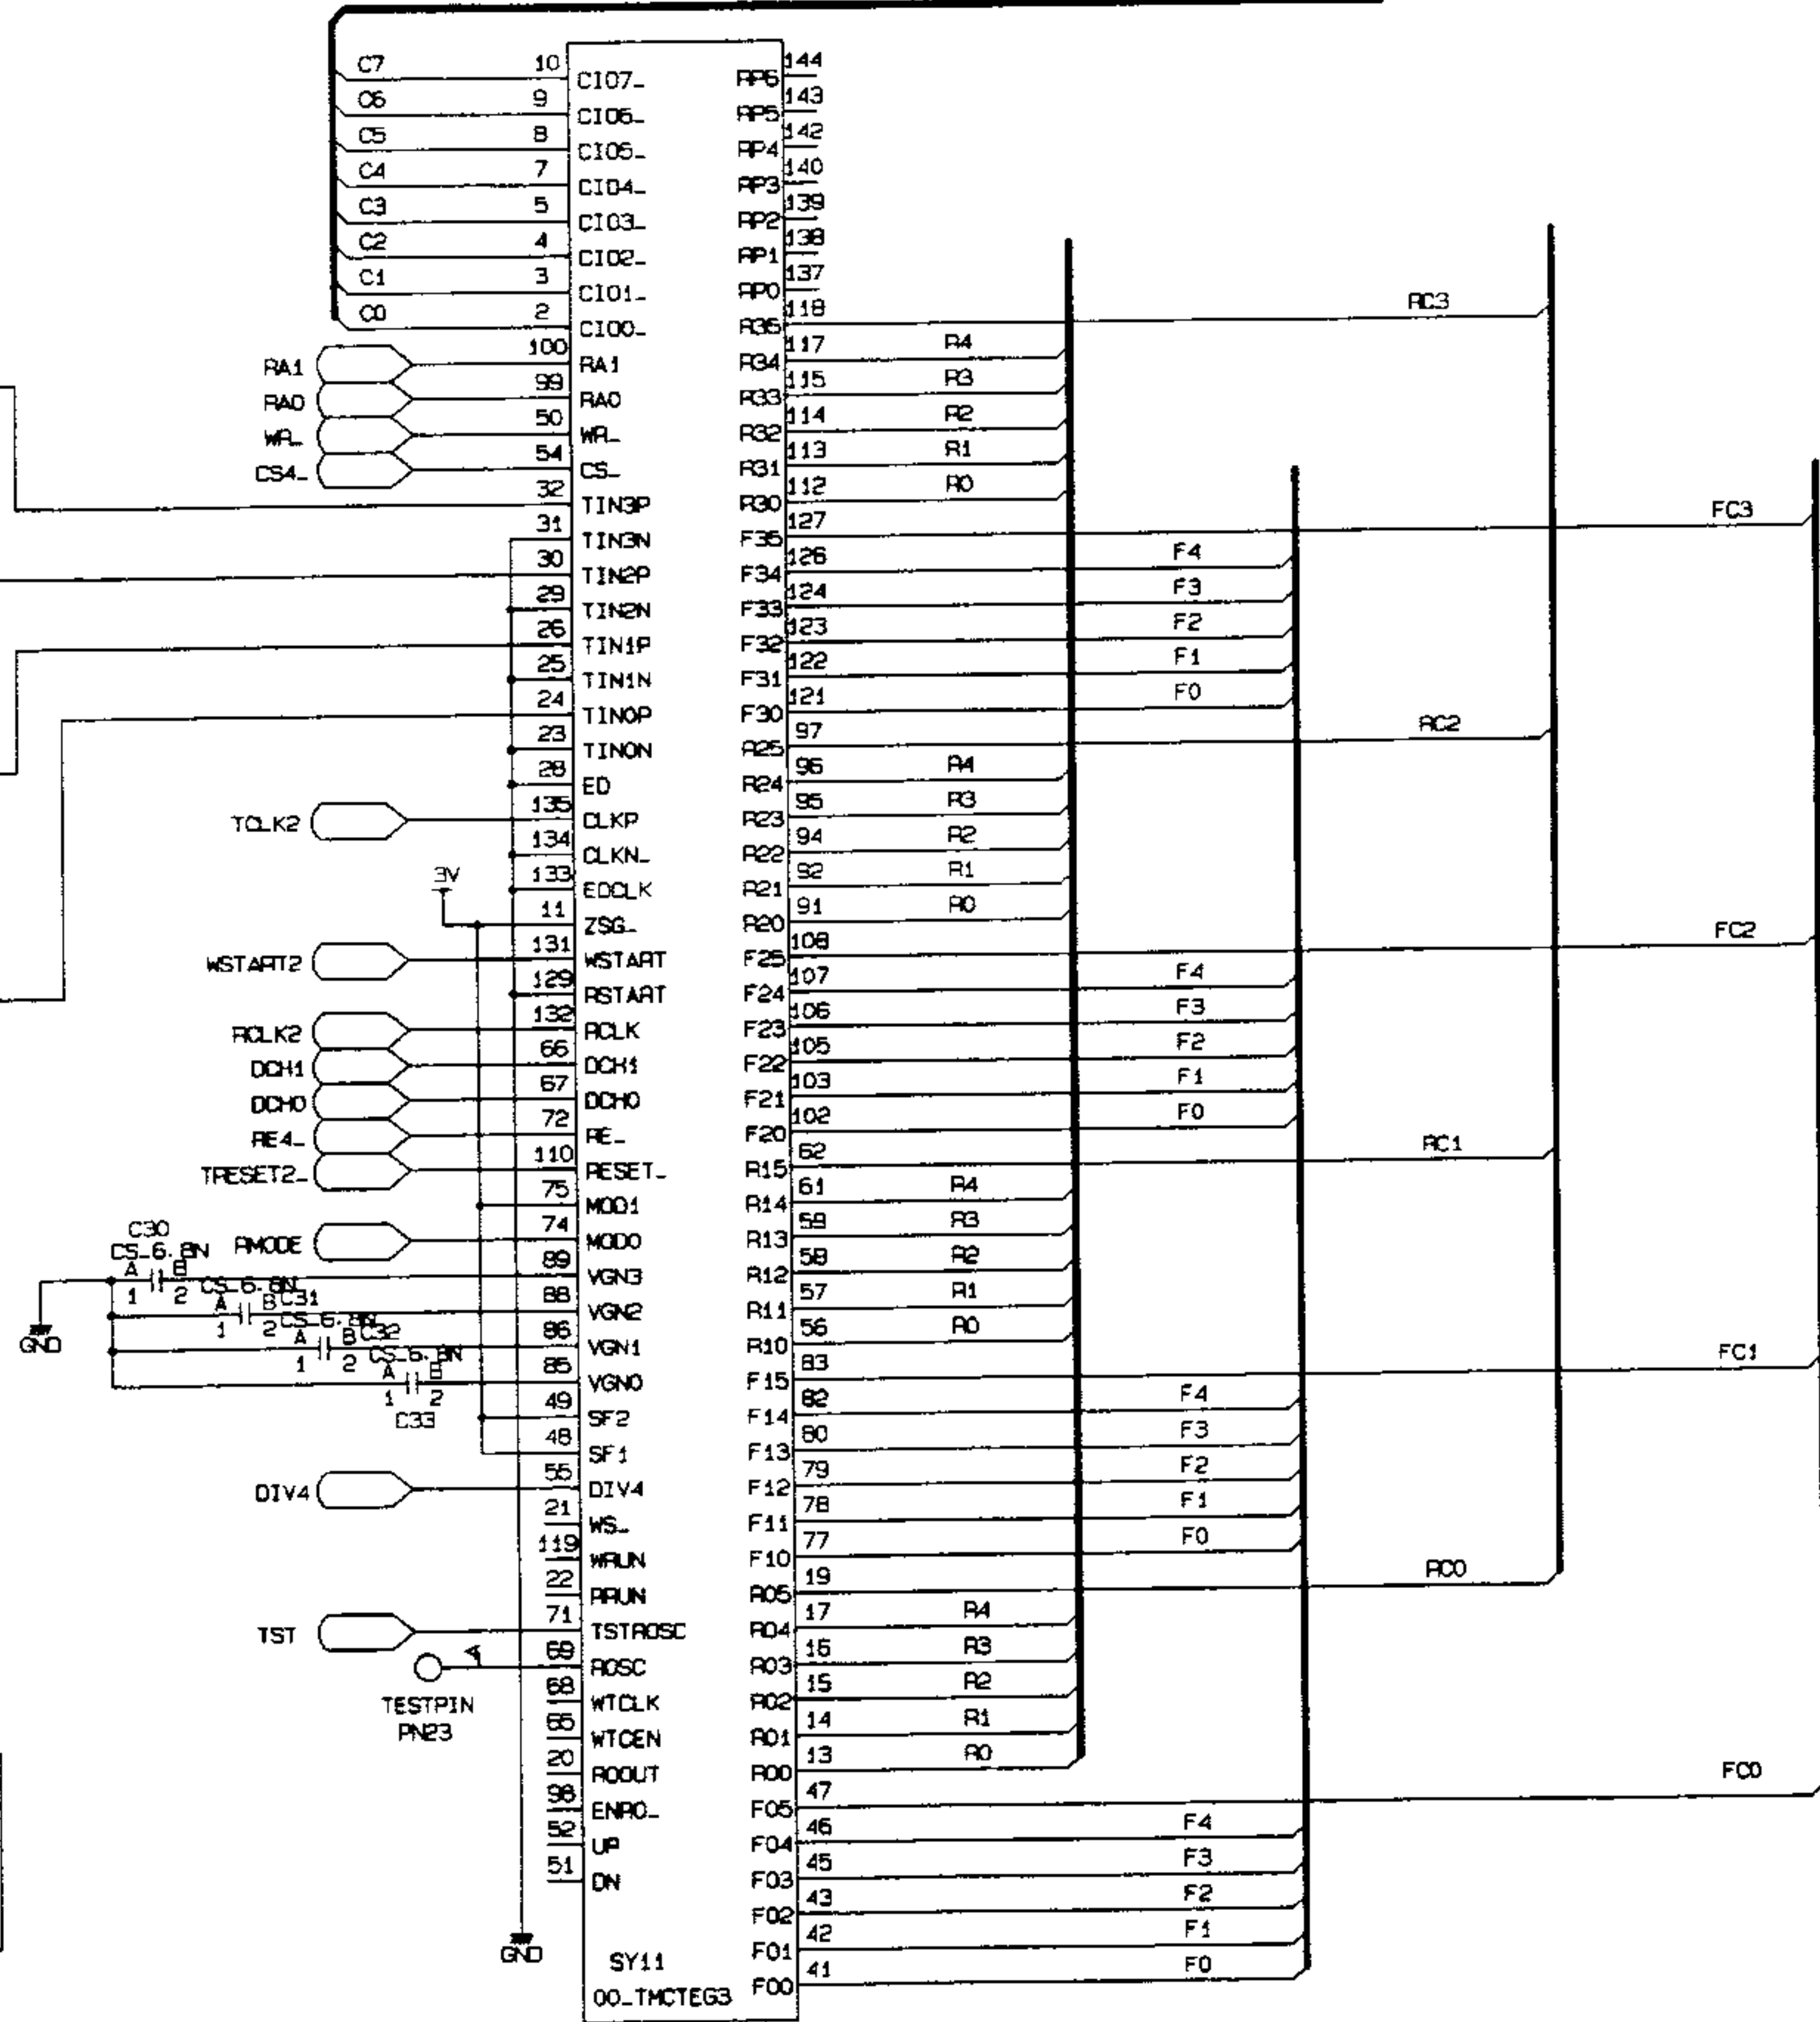 C7 10 CIO7_ RP6 144
C6 9 CIO6_ RP5 143
C5 8 CIO5_ RP4 142
C4 7 CIO4_ RP3 140
C3 5 CIO3_ RP2 139
C2 4 CIO2_ RP1 138
C1 3 CIO1_ RP0 137
C0 2 CIO0_ R35 118 RC3
RA1 100 RA1 R34 117 R4
RA0 99 RA0 R33 115 R3
WR_ 50 WR_ R32 114 R2
CS4_ 54 CS_ R31 113 R1
32 TIN3P R30 112 R0
31 TIN3N F35 127 FC3
30 TIN2P F34 126 F4
29 TIN2N F33 124 F3
26 TIN1P F32 123 F2
25 TIN1N F31 122 F1
24 TIN0P F30 121 F0
23 TIN0N R25 97 RC2
28 ED R24 96 R4
TCLK2 135 CLKP R23 95 R3
134 CLKN_ R22 94 R2
3V 133 EDCLK R21 92 R1
11 ZSG_ R20 91 R0
WSTART2 131 WSTART F25 108 FC2
129 RSTART F24 107 F4
RCLK2 132 RCLK F23 106 F3
DCH1 66 DCH1 F22 105 F2
DCH0 67 DCH0 F21 103 F1
RE4_ 72 RE_ F20 102 F0
TRESET2_ 110 RESET_ R15 62 RC1
75 MOD1 R14 61 R4
RMODE 74 MOD0 R13 59 R3
C30
CS_6.8N
A B 1 2 89 VGN3 R12 58 R2
CS_6.8N
C31
A B 1 2 88 VGN2 R11 57 R1
CS_6.8N
C32
GND
A B 1 2 86 VGN1 R10 56 R0
CS_6.8N
A B 1 2 85 VGN0 F15 83 FC1
C33
49 SF2 F14 82 F4
48 SF1 F13 80 F3
DIV4 55 DIV4 F12 79 F2
21 WS_ F11 78 F1
119 WRUN F10 77 F0
22 RRUN R05 19 RC0
TST 71 TSTROSC R04 17 R4
A 69 ROSC R03 16 R3
TESTPIN
PN23
68 WTCLK R02 15 R2
65 WTCEN R01 14 R1
20 ROOUT R00 13 R0
98 ENRO_ F05 47 FC0
52 UP F04 46 F4
51 DN F03 45 F3
F02 43 F2
GND
SY11 F01 42 F1
00_TMCTEG3 F00 41 F0